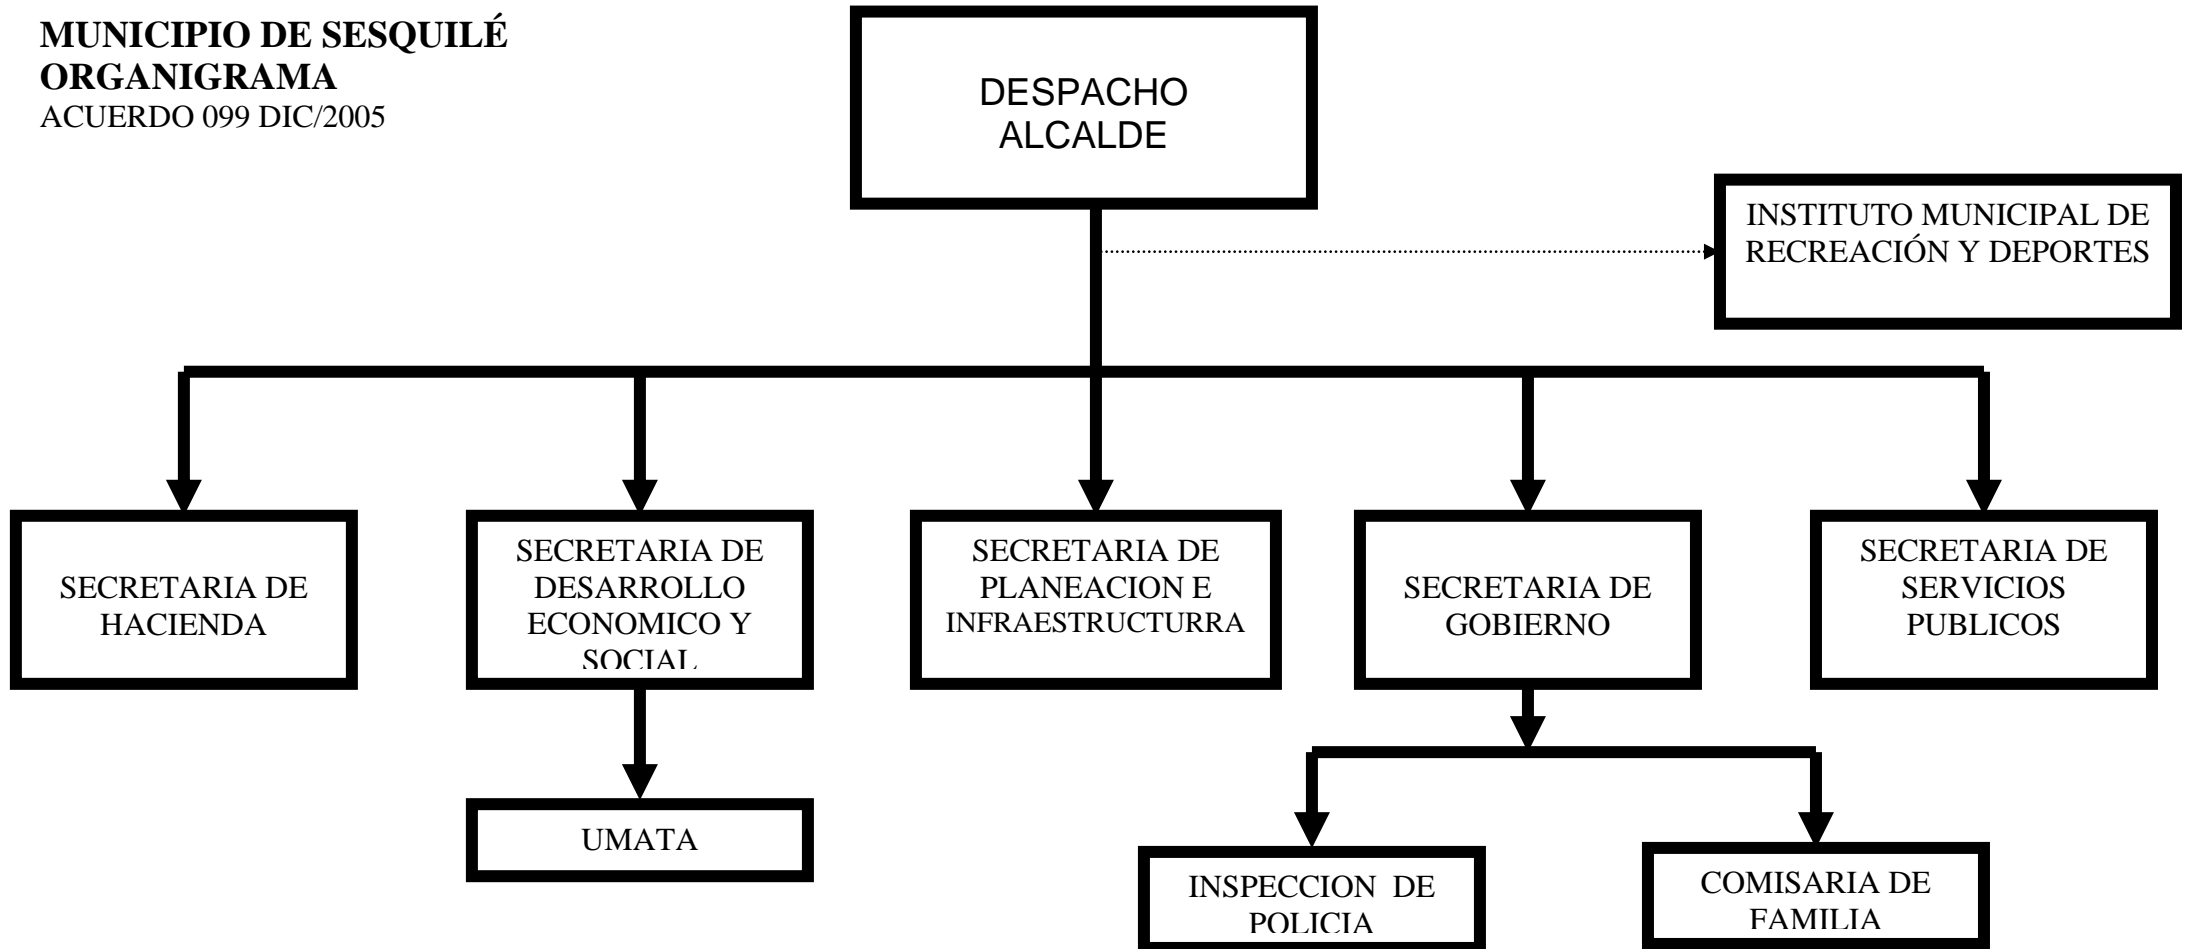 MUNICIPIO DE SESQUILÉ
ORGANIGRAMA
ACUERDO 099 DIC/2005
DESPACHO
ALCALDE
INSTITUTO MUNICIPAL DE
RECREACIÓN Y DEPORTES
SECRETARIA DE
HACIENDA
SECRETARIA DE
DESARROLLO
ECONOMICO Y
SOCIAL
SECRETARIA DE
PLANEACION E
INFRAESTRUCTURRA
SECRETARIA DE
GOBIERNO
SECRETARIA DE
SERVICIOS
PUBLICOS
UMATA
INSPECCION DE
POLICIA
COMISARIA DE
FAMILIA